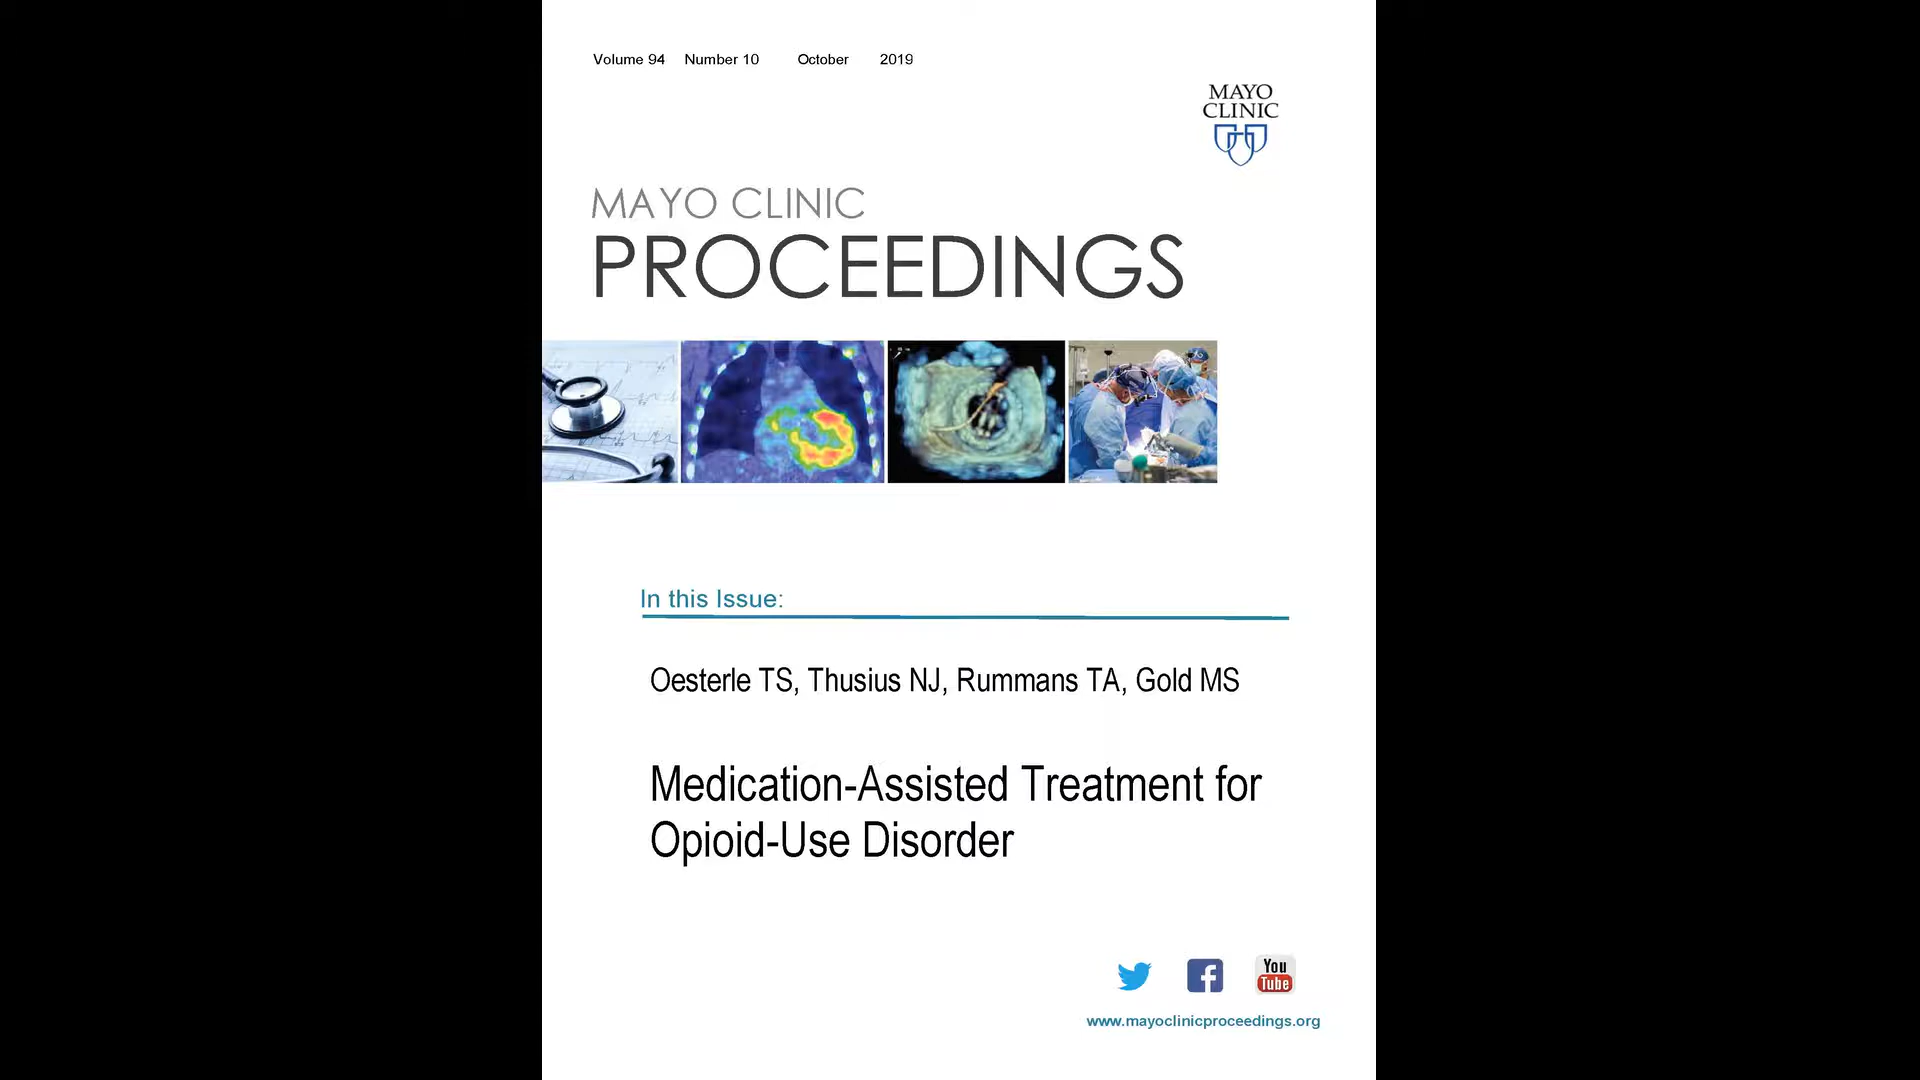 Volume 94 Number 10 October 2019
MAYO
CLINIC
MAYO CLINIC
PROCEEDINGS
In this Issue:
Oesterle TS, Thusius NJ, Rummans TA, Gold MS
Medication-Assisted Treatment for
Opioid-Use Disorder
You
Tube
www.mayoclinicproceedings.org